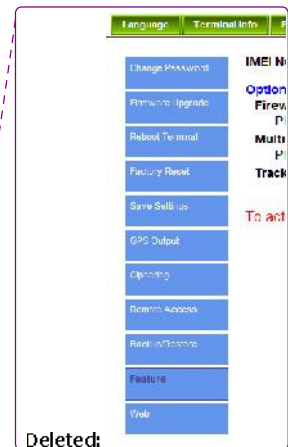 Language Terminal Info F
Change Password
IMEI N
Option
Firmware Upgrade
Firew
P
Reboot Terminal
Multi
P
Factory Reset
Track
Save Settings
To act
GPS Output
Ciphering
Remote Access
Backup/Restore
Feature
Web
Deleted: